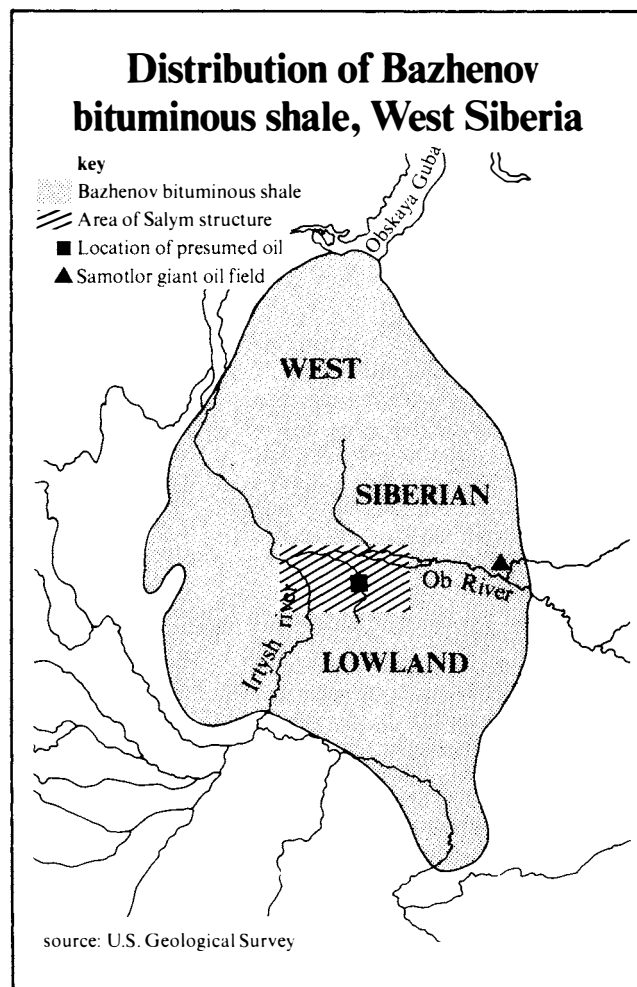 Distribution of Bazhenov
bituminous shale, West Siberia
key
Bazhenov bituminous shale
Area of Salym structure
Location of presumed oil
Samotlor giant oil field
Obskaya Guba
WEST
SIBERIAN
Ob River
Irtysh river
LOWLAND
source: U.S. Geological Survey